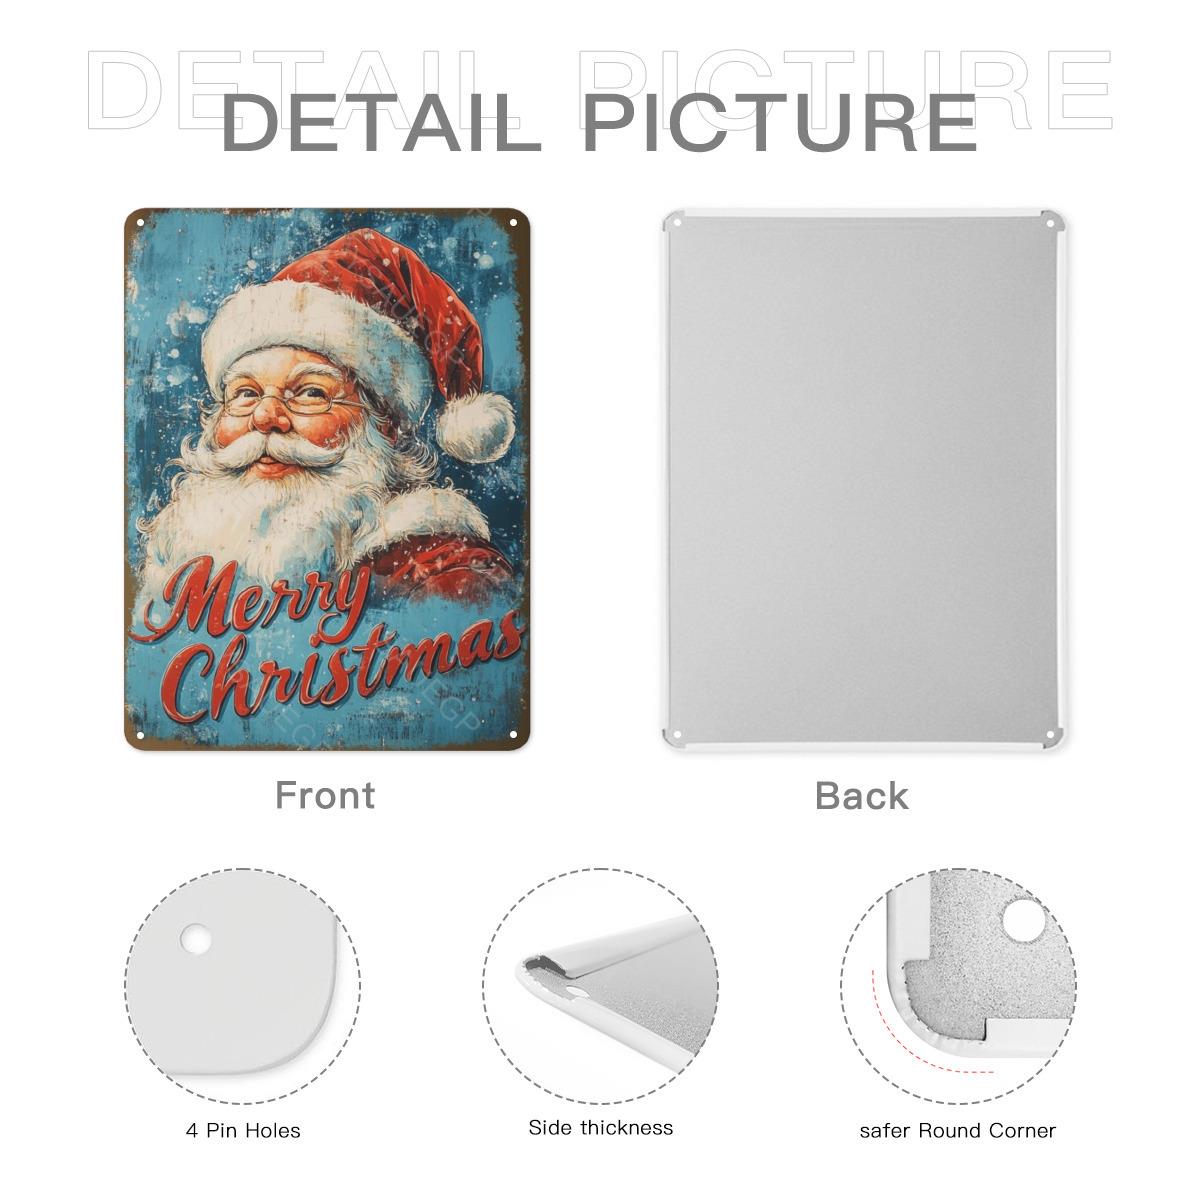 DETAIL PICTURE
DETAIL PICTURE
Merry
Christmas
Front
Back
4 Pin Holes
Side thickness
safer Round Corner